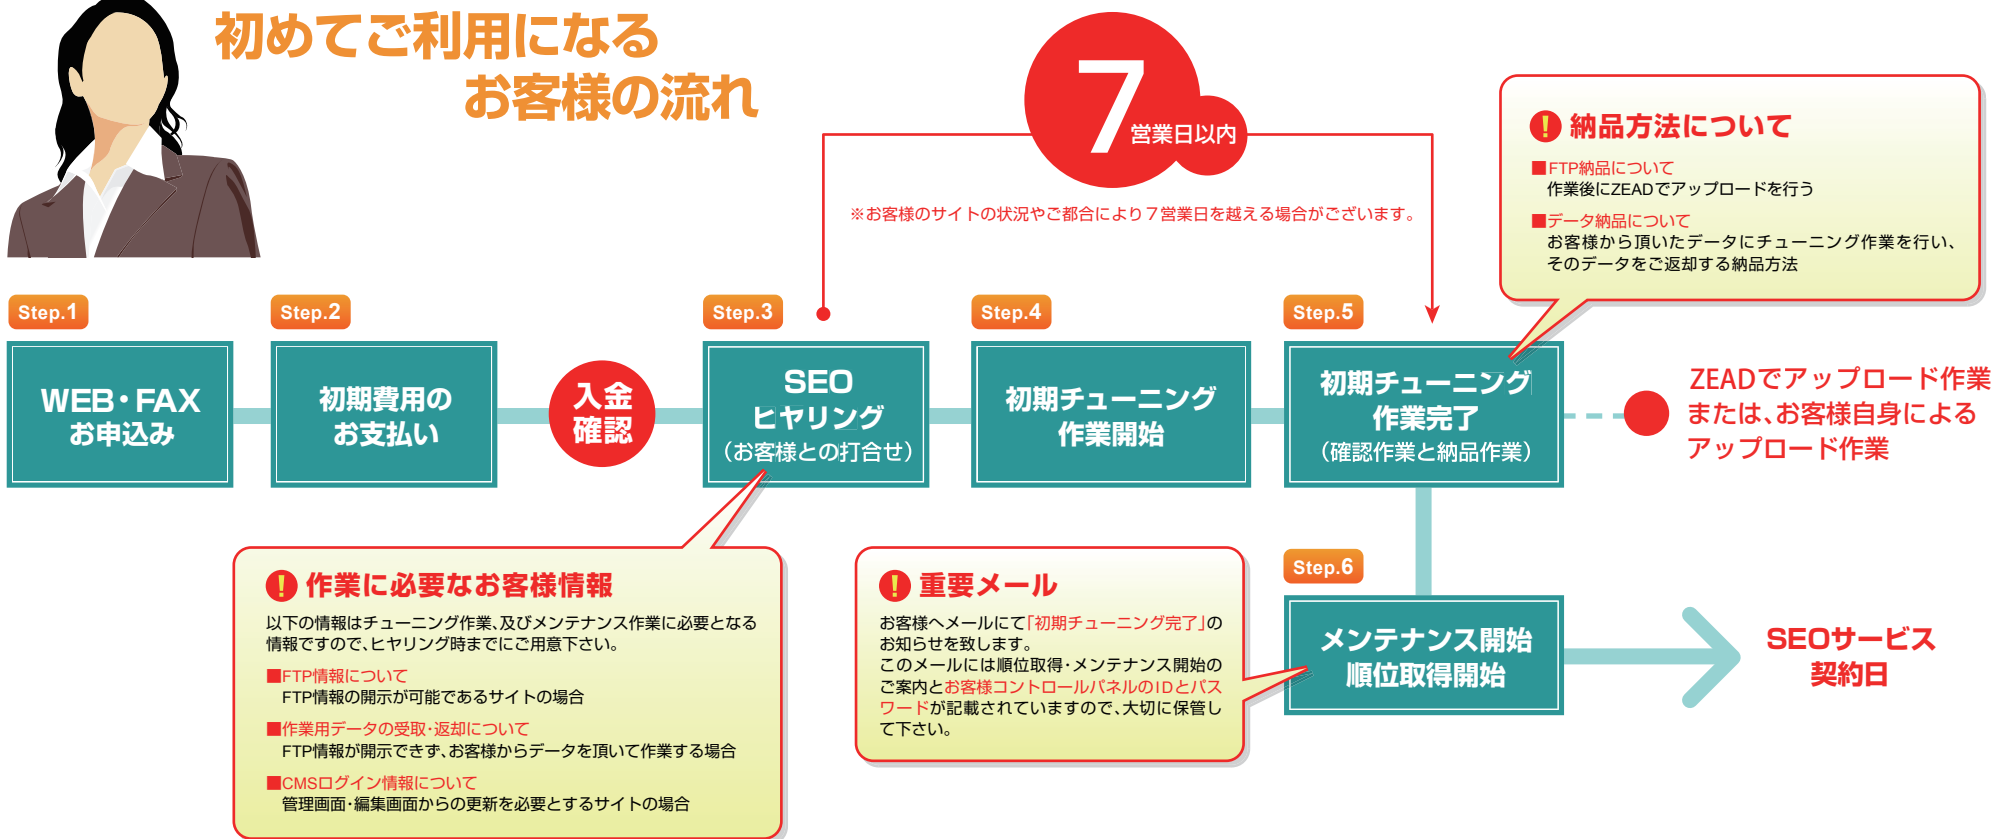 初めてご利用になる
お客様の流れ
7
営業日以内
※お客様のサイトの状況やご都合により7営業日を越える場合がございます。
! 納品方法について
■FTP納品について
作業後にZEADでアップロードを行う
■データ納品について
お客様から頂いたデータにチューニング作業を行い、
そのデータをご返却する納品方法
Step.1
WEB・FAX
お申込み
Step.2
初期費用の
お支払い
入金
確認
Step.3
SEO
ヒヤリング
(お客様との打合せ)
Step.4
初期チューニング
作業開始
Step.5
初期チューニング
作業完了
(確認作業と納品作業)
ZEADでアップロード作業
または、お客様自身による
アップロード作業
! 作業に必要なお客様情報
以下の情報はチューニング作業、及びメンテナンス作業に必要となる
情報ですので、ヒヤリング時までにご用意下さい。
■FTP情報について
FTP情報の開示が可能であるサイトの場合
■作業用データの受取・返却について
FTP情報が開示できず、お客様からデータを頂いて作業する場合
■CMSログイン情報について
管理画面・編集画面からの更新を必要とするサイトの場合
! 重要メール
お客様へメールにて「初期チューニング完了」の
お知らせを致します。
このメールには順位取得・メンテナンス開始の
ご案内とお客様コントロールパネルのIDとパス
ワードが記載されていますので、大切に保管し
て下さい。
Step.6
メンテナンス開始
順位取得開始
SEOサービス
契約日